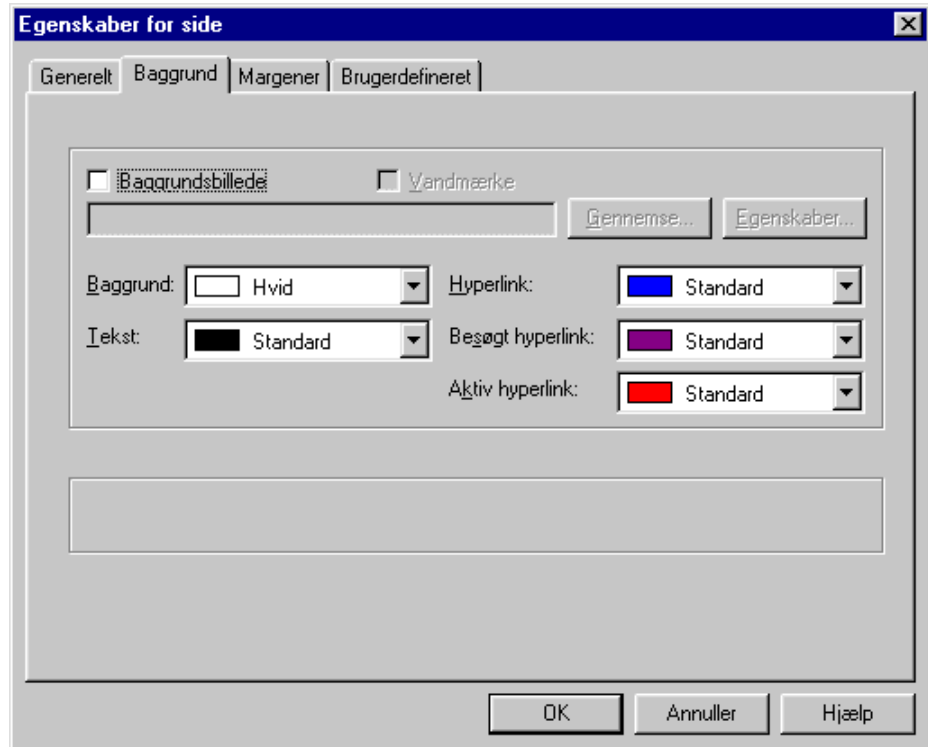 Egenskaber for side
Generelt Baggrund Margener Brugerdefineret
Baggrundsbillede Vandmærke
Gennemse... Egenskaber...
Baggrund: Hvid Hyperlink: Standard
Tekst: Standard Besøgt hyperlink: Standard
Aktiv hyperlink: Standard
OK Annuller Hjælp